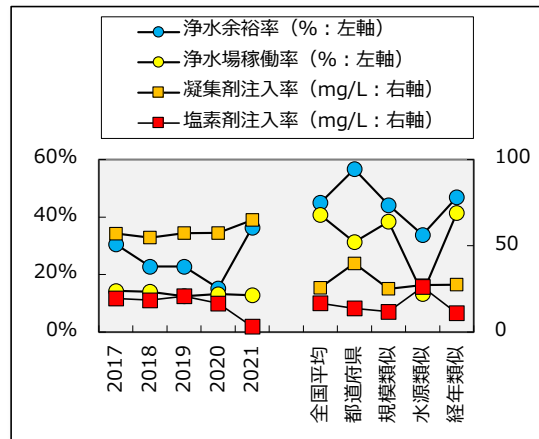 浄水余裕率（%：左軸）
浄水場稼働率（%：左軸）
凝集剤注入率（mg/L：右軸）
塩素剤注入率（mg/L：右軸）
60%
40%
20%
0%
100
50
0
2017
2018
2019
2020
2021
全国平均
都道府県
規模類似
水源類似
経年類似